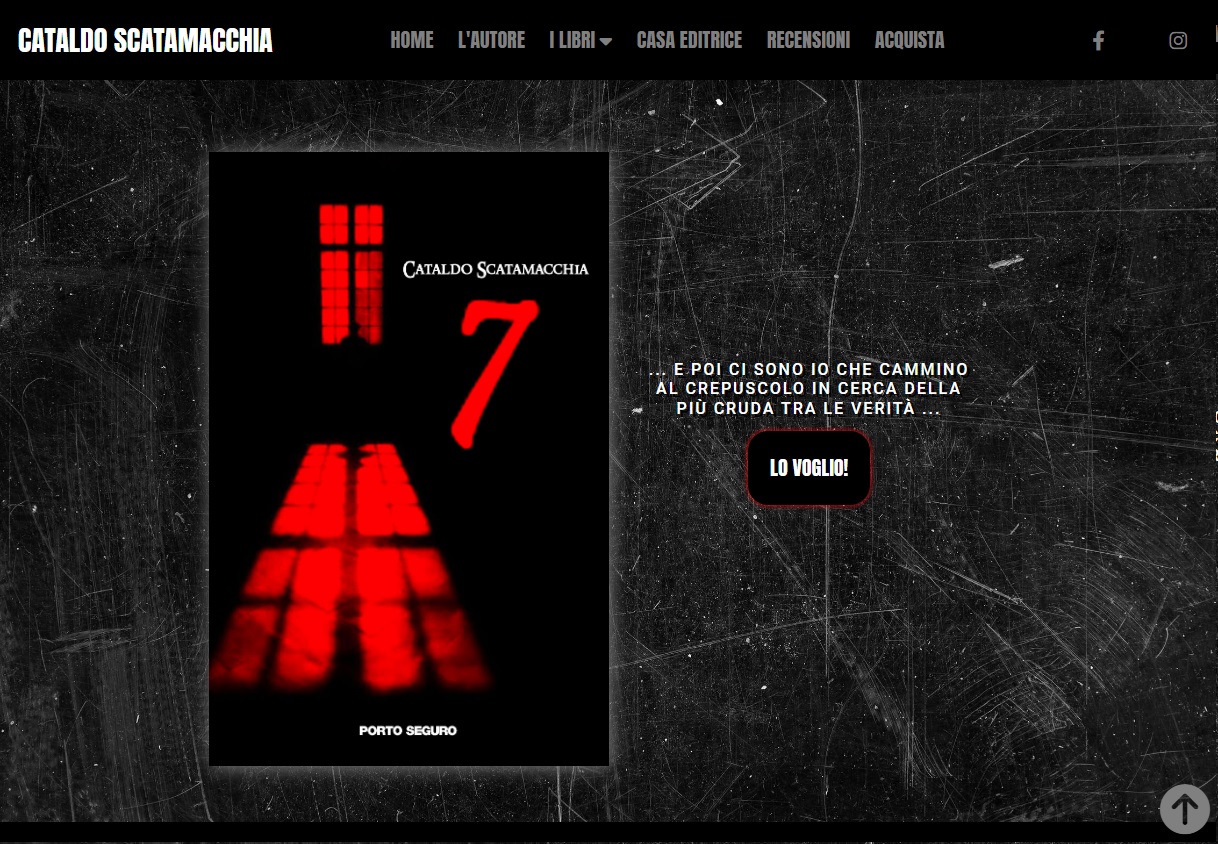 CATALDO SCATAMACCHIA
HOME L'AUTORE I LIBRI CASA EDITRICE RECENSIONI ACQUISTA
CATALDO SCATAMACCHIA
7
... E POI CI SONO IO CHE CAMMINO
AL CREPUSCOLO IN CERCA DELLA
PIÙ CRUDA TRA LE VERITÀ ...
LO VOGLIO!
PORTO SEGURO